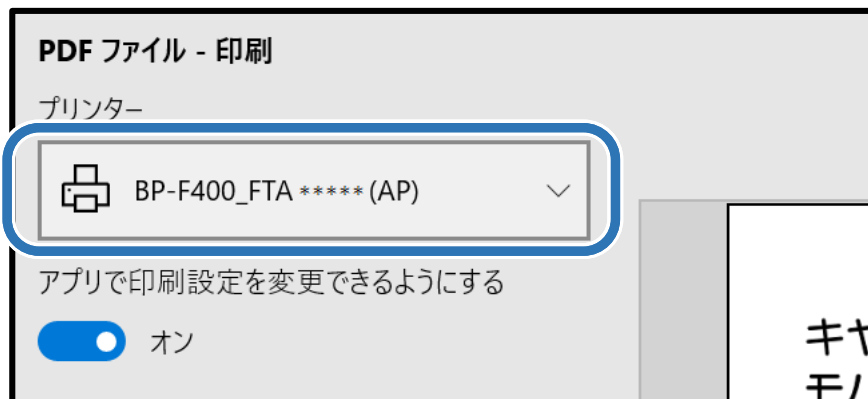 PDF ファイル - 印刷
プリンター
BP-F400_FTA ***** (AP)
アプリで印刷設定を変更できるようにする
オン
キヤ
モバ